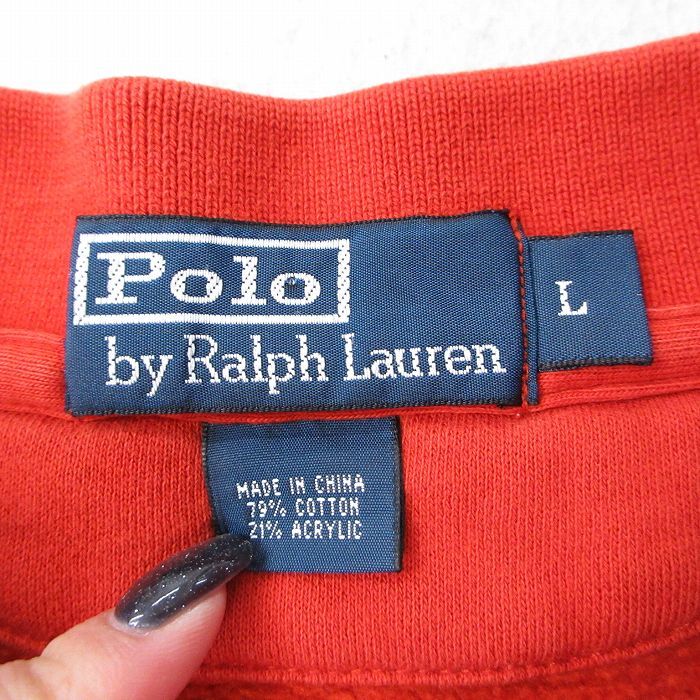 Polo
by Ralph Lauren
L
MADE IN CHINA
79% COTTON
21% ACRYLIC